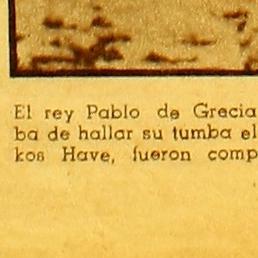 El rey Pablo de Grecia
ba de hallar su tumba el
kos Have, fueron comp